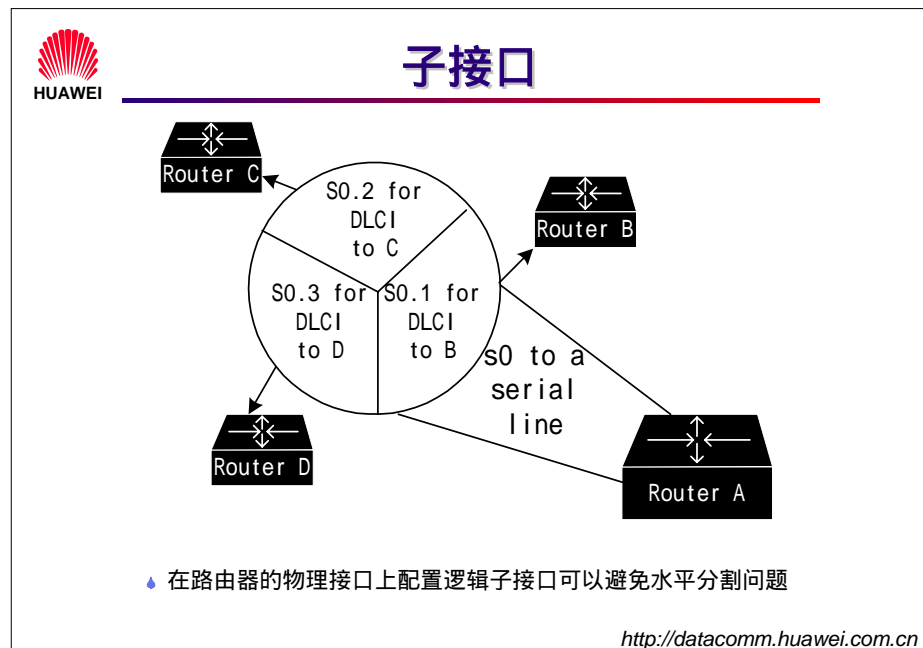 HUAWEI
子接口
Router C
S0.2 for
DLCI
to C
Router B
S0.3 for
DLCI
to D
S0.1 for
DLCI
to B
s0 to a
serial
line
Router D
Router A
在路由器的物理接口上配置逻辑子接口可以避免水平分割问题
http://datacomm.huawei.com.cn